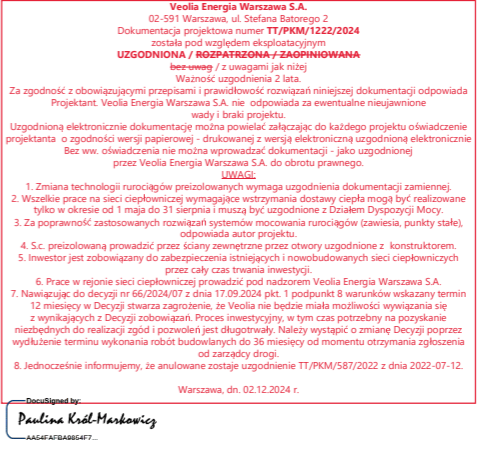 Veolia Energia Warszawa S.A.
02-591 Warszawa, ul. Stefana Batorego 2
Dokumentacja projektowa numer TT/PKM/1222/2024
została pod względem eksploatacyjnym
UZGODNIONA / ROZPATRZONA / ZAOPINIOWANA
bez uwag / z uwagami jak niżej
Ważność uzgodnienia 2 lata.
Za zgodność z obowiązującymi przepisami i prawidłowość rozwiązań niniejszej dokumentacji odpowiada
Projektant. Veolia Energia Warszawa S.A. nie odpowiada za ewentualne nieujawnione
wady i braki projektu.
Uzgodnioną elektronicznie dokumentację można powielać załączając do każdego projektu oświadczenie
projektanta o zgodności wersji papierowej - drukowanej z wersją elektroniczną uzgodnioną elektronicznie
Bez ww. oświadczenia nie można wprowadzać dokumentacji - jako uzgodnionej
przez Veolia Energia Warszawa S.A. do obrotu prawnego.
UWAGI:
1. Zmiana technologii rurociągów preizolowanych wymaga uzgodnienia dokumentacji zamiennej.
2. Wszelkie prace na sieci ciepłowniczej wymagające wstrzymania dostawy ciepła mogą być realizowane
tylko w okresie od 1 maja do 31 sierpnia i muszą być uzgodnione z Działem Dyspozycji Mocy.
3. Za poprawność zastosowanych rozwiązań systemów mocowania rurociągów (zawiesia, punkty stałe),
odpowiada autor projektu.
4. S.c. preizolowaną prowadzić przez ściany zewnętrzne przez otwory uzgodnione z konstruktorem.
5. Inwestor jest zobowiązany do zabezpieczenia istniejących i nowobudowanych sieci ciepłowniczych
przez cały czas trwania inwestycji.
6. Prace w rejonie sieci ciepłowniczej prowadzić pod nadzorem Veolia Energia Warszawa S.A.
7. Nawiązując do decyzji nr 66/2024/07 z dnia 17.09.2024 pkt. 1 podpunkt 8 warunków wskazany termin
12 miesięcy w Decyzji stwarza zagrożenie, że Veolia nie będzie miała możliwości wywiązania się
z wynikających z Decyzji zobowiązań. Proces inwestycyjny, w tym czas potrzebny na pozyskanie
niezbędnych do realizacji zgód i pozwoleń jest długotrwały. Należy wystąpić o zmianę Decyzji poprzez
wydłużenie terminu wykonania robót budowlanych do 36 miesięcy od momentu otrzymania zgłoszenia
od zarządcy drogi.
8. Jednocześnie informujemy, że anulowane zostaje uzgodnienie TT/PKM/587/2022 z dnia 2022-07-12.
Warszawa, dn. 02.12.2024 r.
DocuSigned by:
Paulina Król-Markowicz
AA54FAFBA9854F7...